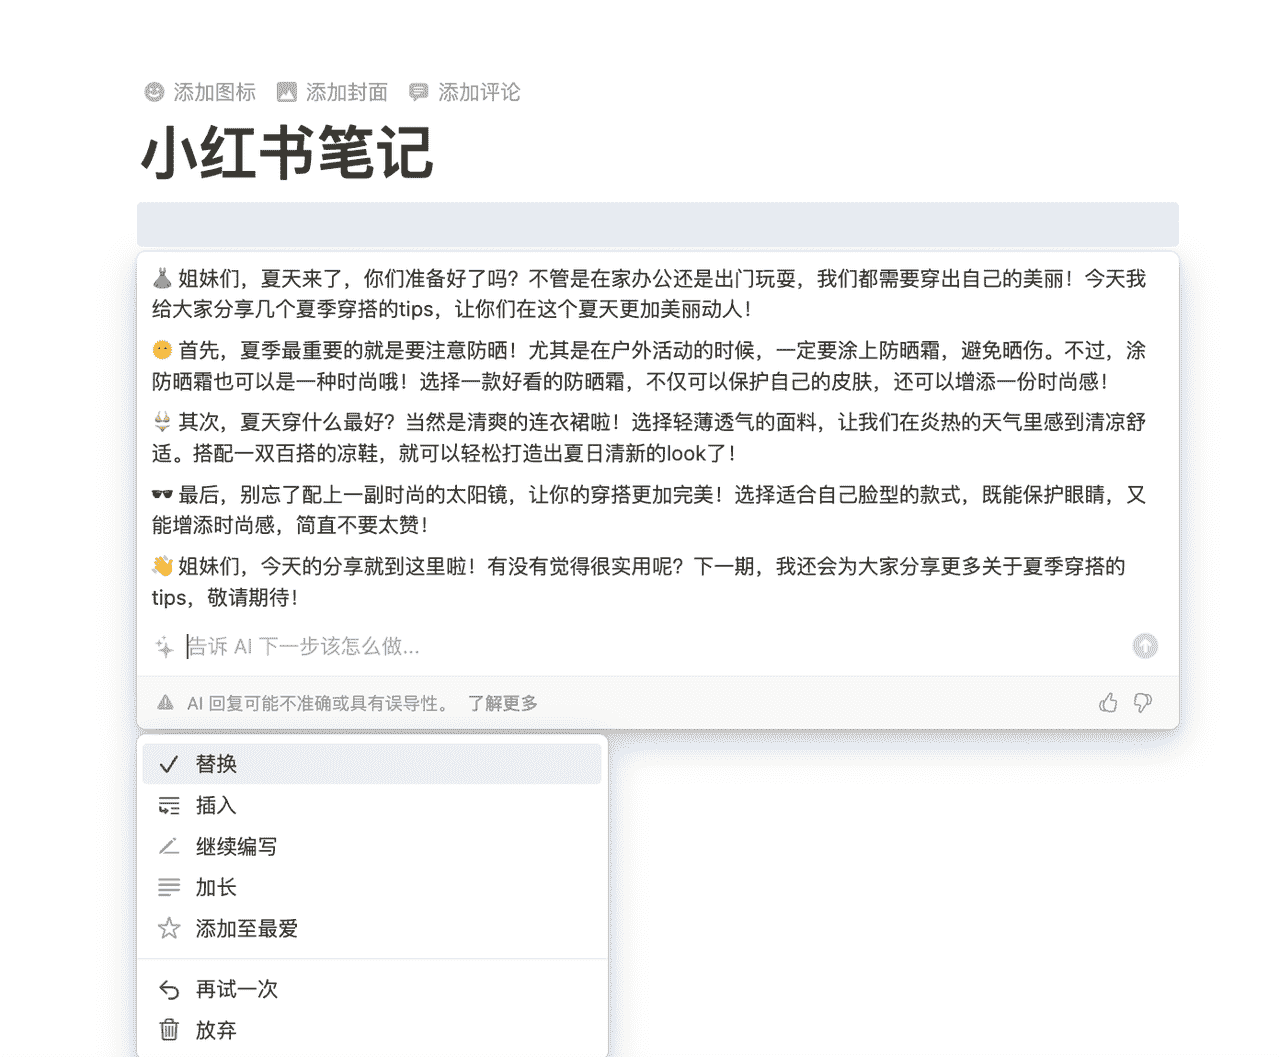 添加图标 添加封面 添加评论
小红书笔记
👗 姐妹们，夏天来了，你们准备好了吗？不管是在家办公还是出门玩耍，我们都需要穿出自己的美丽！今天我
给大家分享几个夏季穿搭的tips，让你们在这个夏天更加美丽动人！
😶 首先，夏季最重要的就是要注意防晒！尤其是在户外活动的时候，一定要涂上防晒霜，避免晒伤。不过，涂
防晒霜也可以是一种时尚哦！选择一款好看的防晒霜，不仅可以保护自己的皮肤，还可以增添一份时尚感！
👙 其次，夏天穿什么最好？当然是清爽的连衣裙啦！选择轻薄透气的面料，让我们在炎热的天气里感到清凉舒
适。搭配一双百搭的凉鞋，就可以轻松打造出夏日清新的look了！
🕶️ 最后，别忘了配上一副时尚的太阳镜，让你的穿搭更加完美！选择适合自己脸型的款式，既能保护眼睛，又
能增添时尚感，简直不要太赞！
👋 姐妹们，今天的分享就到这里啦！有没有觉得很实用呢？下一期，我还会为大家分享更多关于夏季穿搭的
tips，敬请期待！
告诉 AI 下一步该怎么做...
AI 回复可能不准确或具有误导性。 了解更多
替换
插入
继续编写
加长
添加至最爱
再试一次
放弃